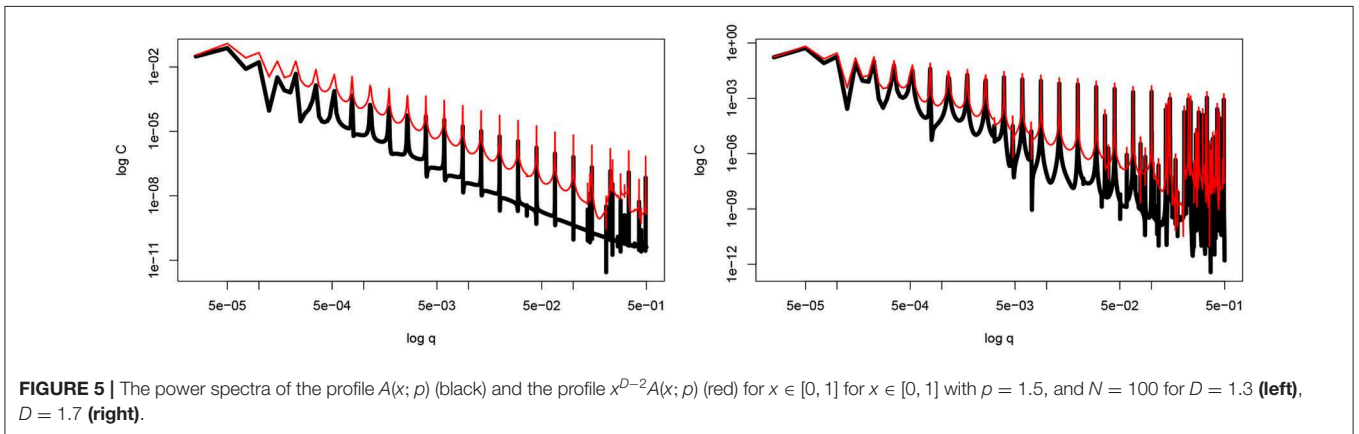 1e−02
1e−05
1e−08
1e−11
log C
5e−05
5e−04
5e−03
5e−02
5e−01
log q
1e+00
1e−03
1e−06
1e−09
1e−12
log C
5e−05
5e−04
5e−03
5e−02
5e−01
log q
FIGURE 5 | The power spectra of the profile A(x; p) (black) and the profile x^{D−2}A(x; p) (red) for x ∈ [0, 1] for x ∈ [0, 1] with p = 1.5, and N = 100 for D = 1.3 (left),
D = 1.7 (right).